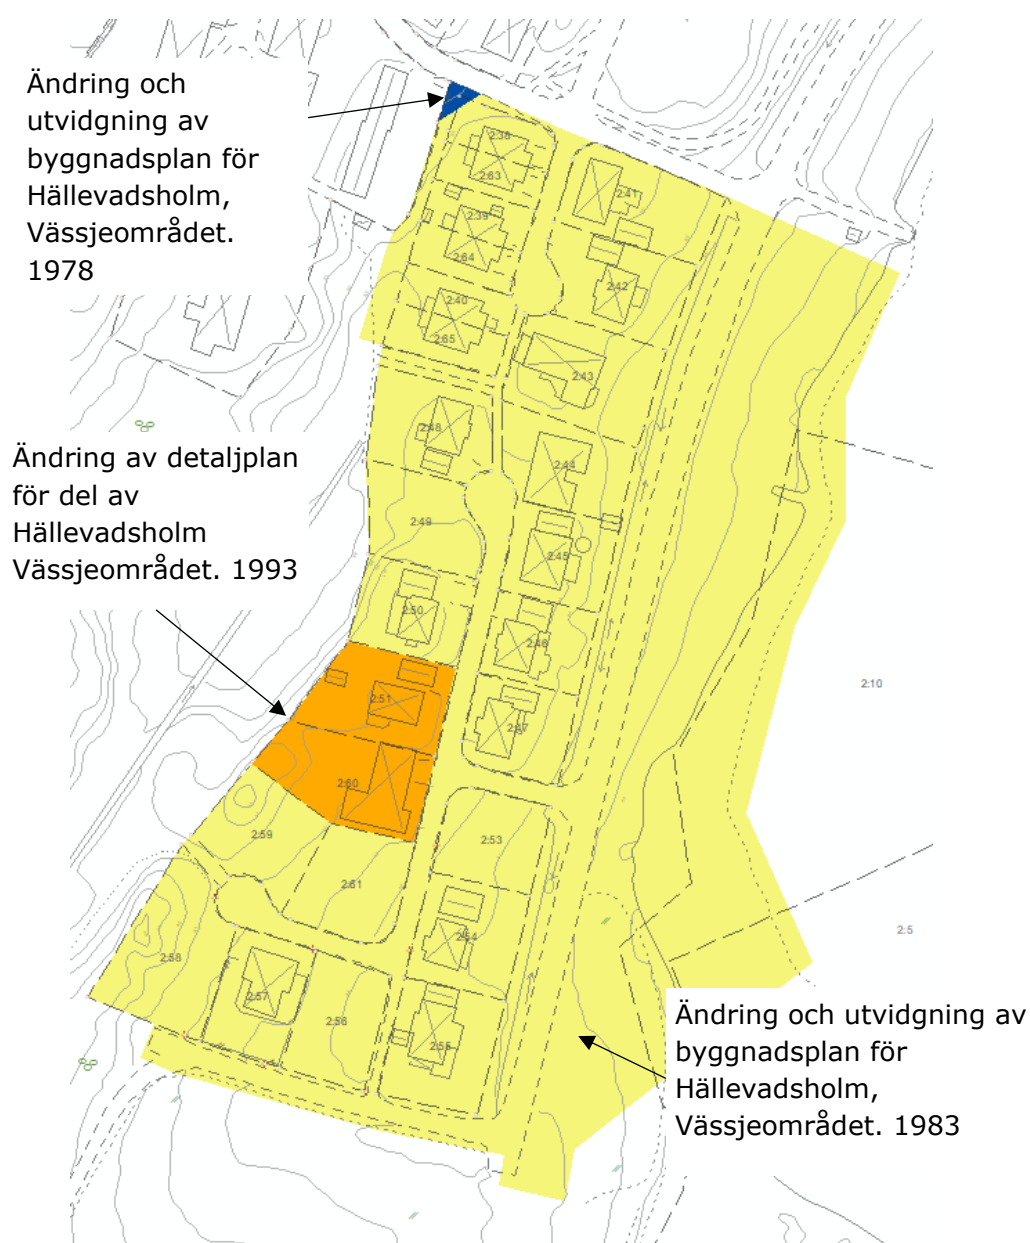 Ändring och
utvidgning av
byggnadsplan för
Hällevadsholm,
Vässjeområdet.
1978
2:38
2:63
2:41
2:39
2:64
2:42
2:40
2:65
2:43
2:48
Ändring av detaljplan
för del av
Hällevadsholm
Vässjeområdet. 1993
2:44
2:49
2:45
2:50
2:46
2:10
2:51
2:47
2:60
2:59
2:53
2:61
2:54
2:5
2:58
2:57
2:56
2:55
Ändring och utvidgning av
byggnadsplan för
Hällevadsholm,
Vässjeområdet. 1983